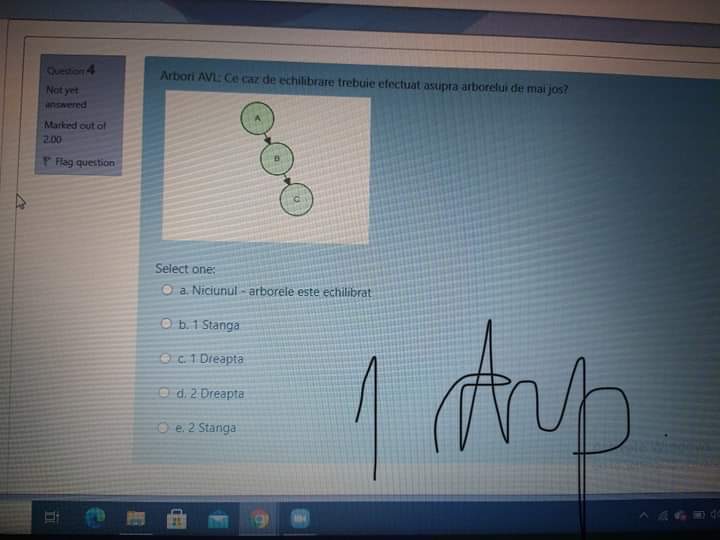 Question 4
Not yet
answered
Marked out of
2.00
Flag question
Arbori AVL: Ce caz de echilibrare trebuie efectuat asupra arborelui de mai jos?
A
B
C
Select one:
a. Niciunul - arborele este echilibrat
b. 1 Stanga
c. 1 Dreapta
d. 2 Dreapta
e. 2 Stanga
1